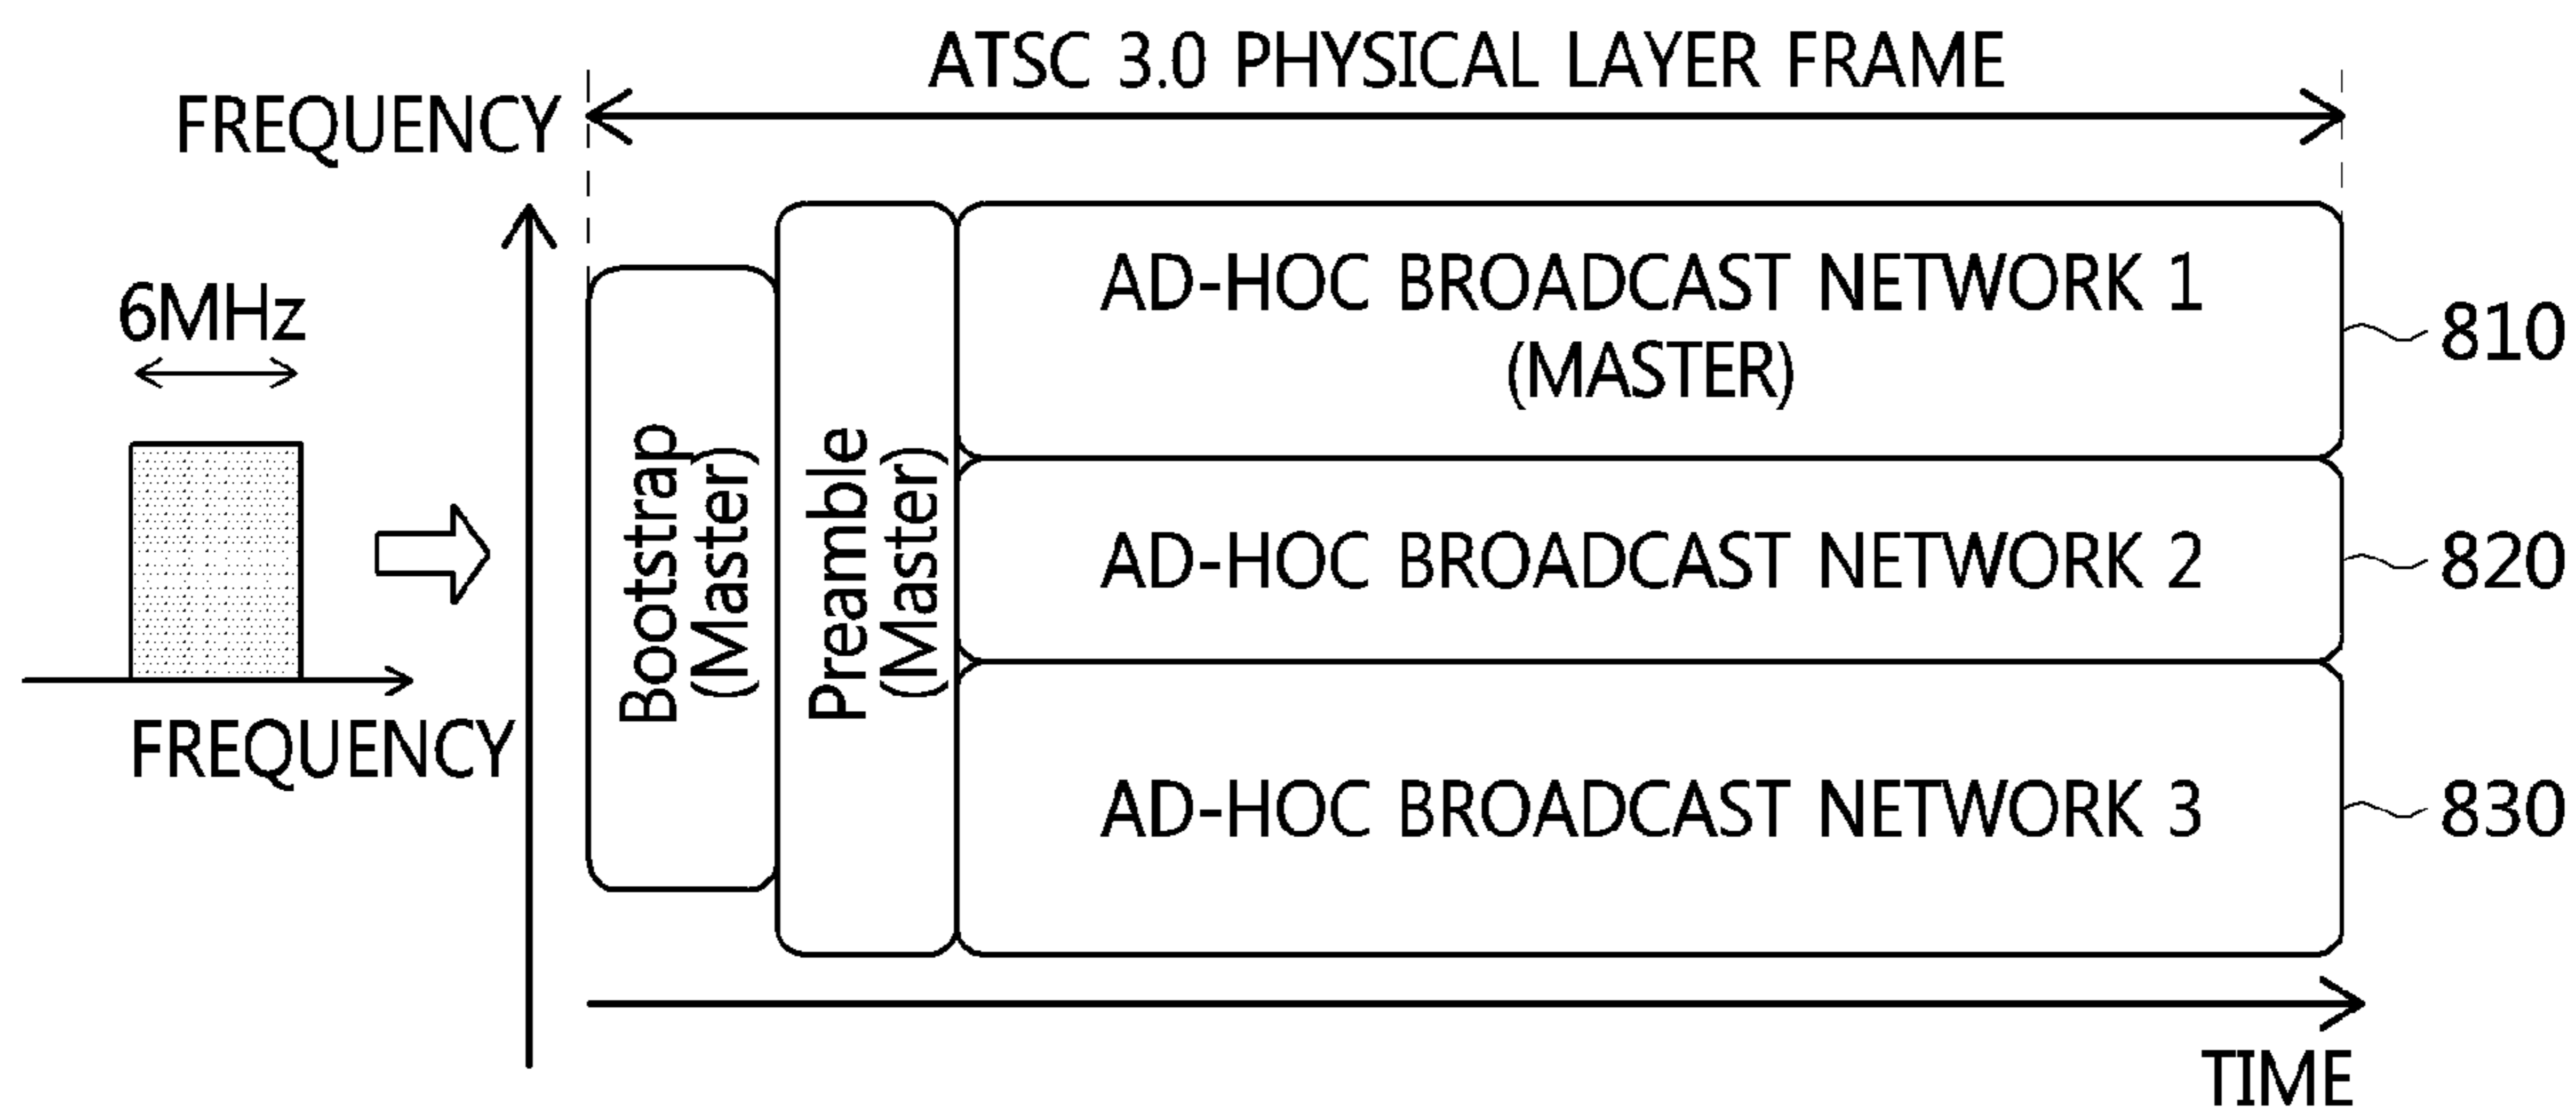 ATSC 3.0 PHYSICAL LAYER FRAME
FREQUENCY
6MHz
FREQUENCY
Bootstrap
(Master)
Preamble
(Master)
AD-HOC BROADCAST NETWORK 1
(MASTER)
810
AD-HOC BROADCAST NETWORK 2
820
AD-HOC BROADCAST NETWORK 3
830
TIME